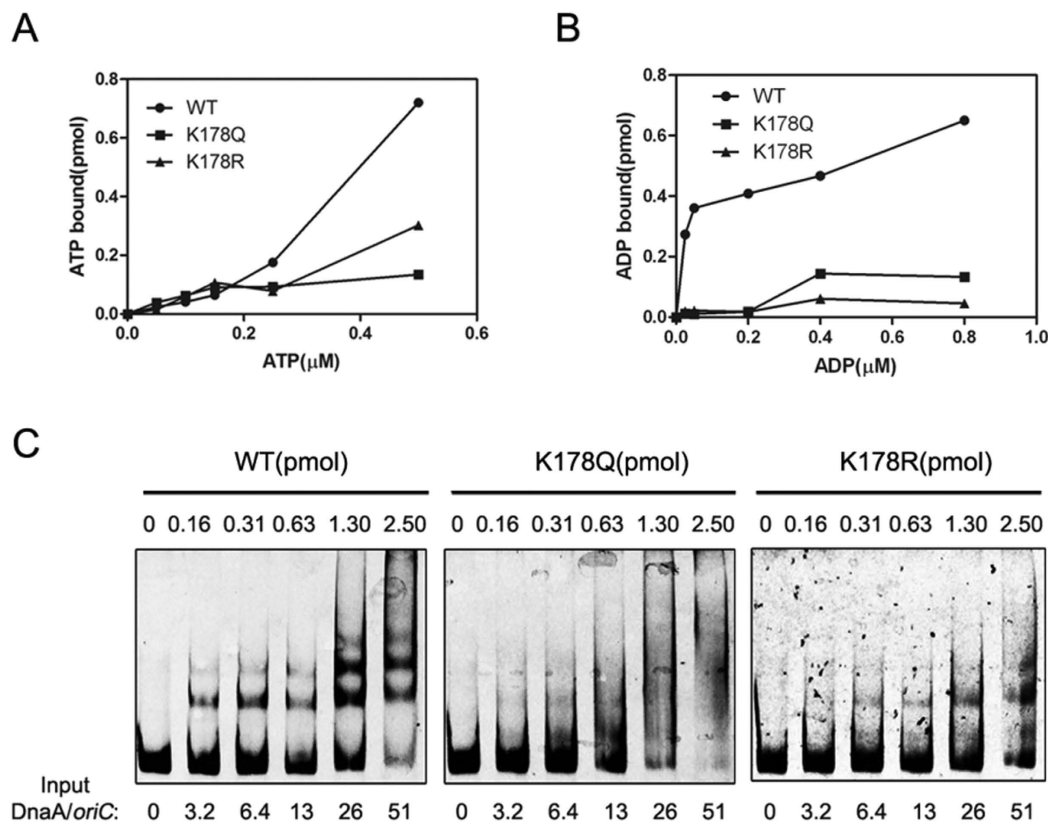 A
0.8
0.6
0.4
0.2
0.0
ATP bound(pmol)
WT
K178Q
K178R
0.0 0.2 0.4 0.6
ATP(μM)
B
0.8
0.6
0.4
0.2
0.0
ADP bound(pmol)
WT
K178Q
K178R
0.0 0.2 0.4 0.6 0.8 1.0
ADP(μM)
C
WT(pmol) K178Q(pmol) K178R(pmol)
0 0.16 0.31 0.63 1.30 2.50 0 0.16 0.31 0.63 1.30 2.50 0 0.16 0.31 0.63 1.30 2.50
Input
DnaA/oriC: 0 3.2 6.4 13 26 51 0 3.2 6.4 13 26 51 0 3.2 6.4 13 26 51